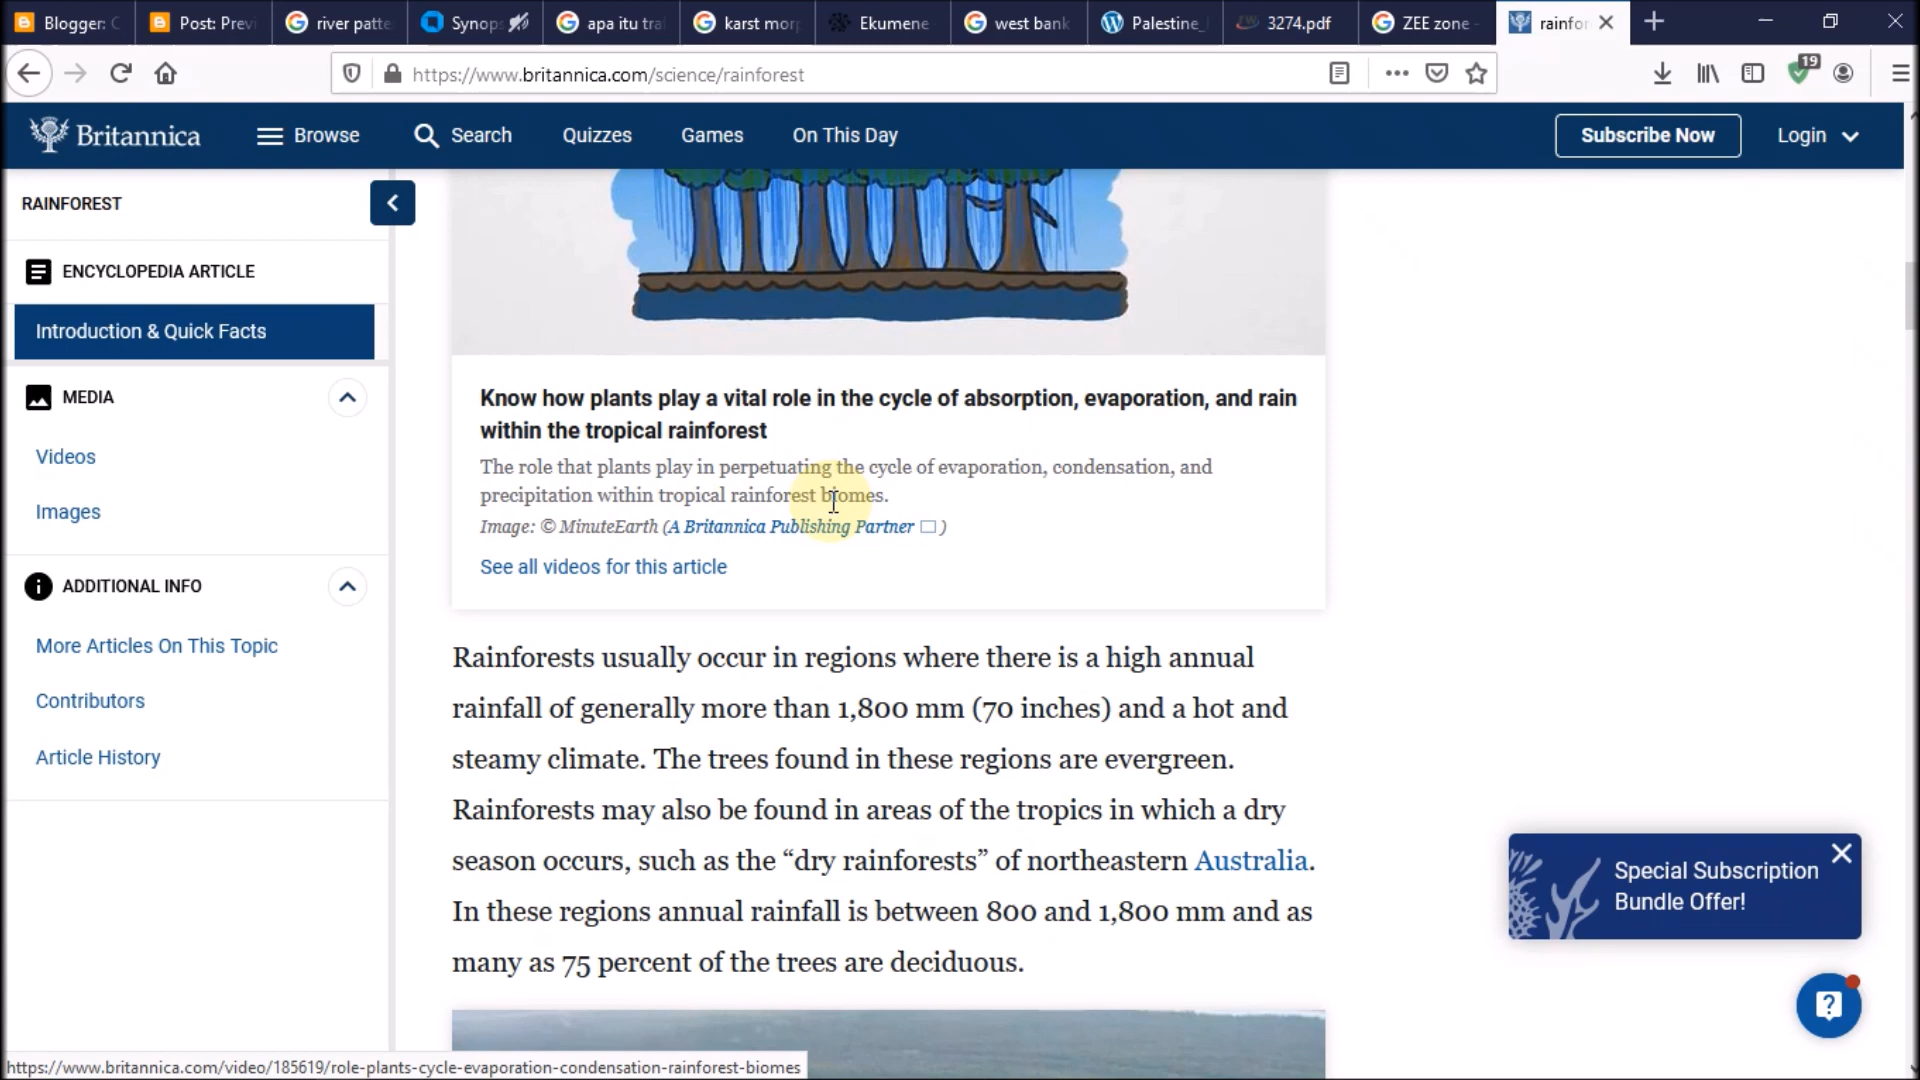 Blogger: C
Post: Previ
river patte
Synops
apa itu tra
karst mor
Ekumene
west bank
Palestine_
3274.pdf
ZEE zone -
rainfor
https://www.britannica.com/science/rainforest
19
Britannica
Browse
Search
Quizzes
Games
On This Day
Subscribe Now
Login
RAINFOREST
ENCYCLOPEDIA ARTICLE
Introduction & Quick Facts
MEDIA
Videos
Images
ADDITIONAL INFO
More Articles On This Topic
Contributors
Article History
Know how plants play a vital role in the cycle of absorption, evaporation, and rain
within the tropical rainforest
The role that plants play in perpetuating the cycle of evaporation, condensation, and
precipitation within tropical rainforest biomes.
Image: © MinuteEarth (A Britannica Publishing Partner )
See all videos for this article
Rainforests usually occur in regions where there is a high annual
rainfall of generally more than 1,800 mm (70 inches) and a hot and
steamy climate. The trees found in these regions are evergreen.
Rainforests may also be found in areas of the tropics in which a dry
season occurs, such as the “dry rainforests” of northeastern Australia.
In these regions annual rainfall is between 800 and 1,800 mm and as
many as 75 percent of the trees are deciduous.
Special Subscription
Bundle Offer!
?
https://www.britannica.com/video/185619/role-plants-cycle-evaporation-condensation-rainforest-biomes